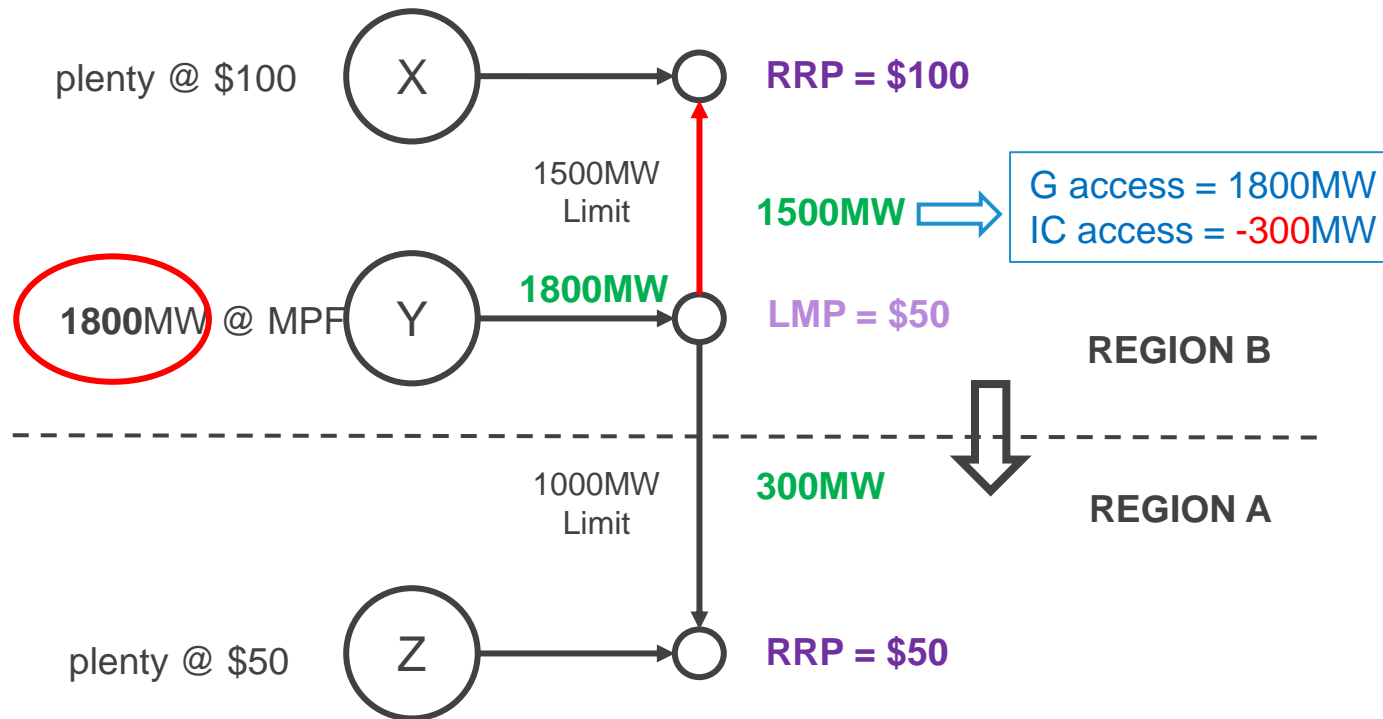 plenty @ $100
X
RRP = $100
1500MW
Limit
1500MW
G access = 1800MW
IC access = -300MW
1800MW @ MPF
Y
1800MW
LMP = $50
REGION B
1000MW
Limit
300MW
REGION A
plenty @ $50
Z
RRP = $50